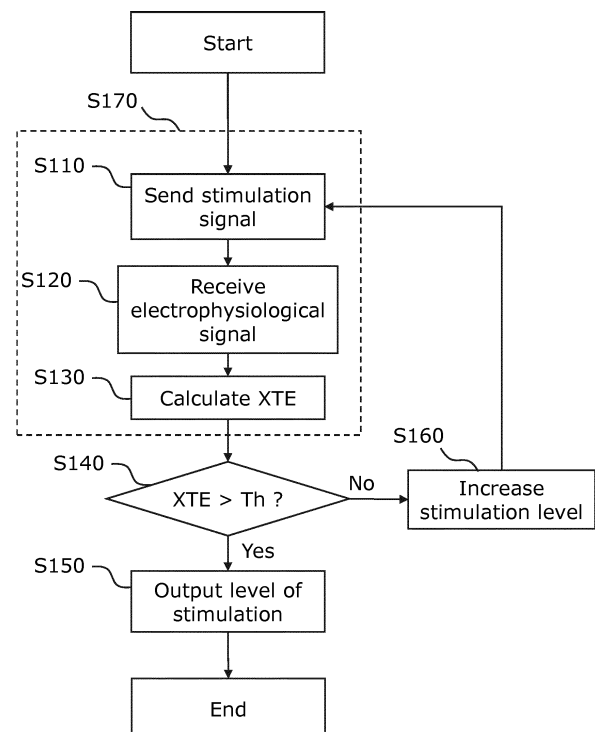 Start
S170
S110
Send stimulation
signal
S120
Receive
electrophysiological
signal
S130
Calculate XTE
S140
XTE > Th ?
No
S160
Increase
stimulation level
Yes
S150
Output level of
stimulation
End